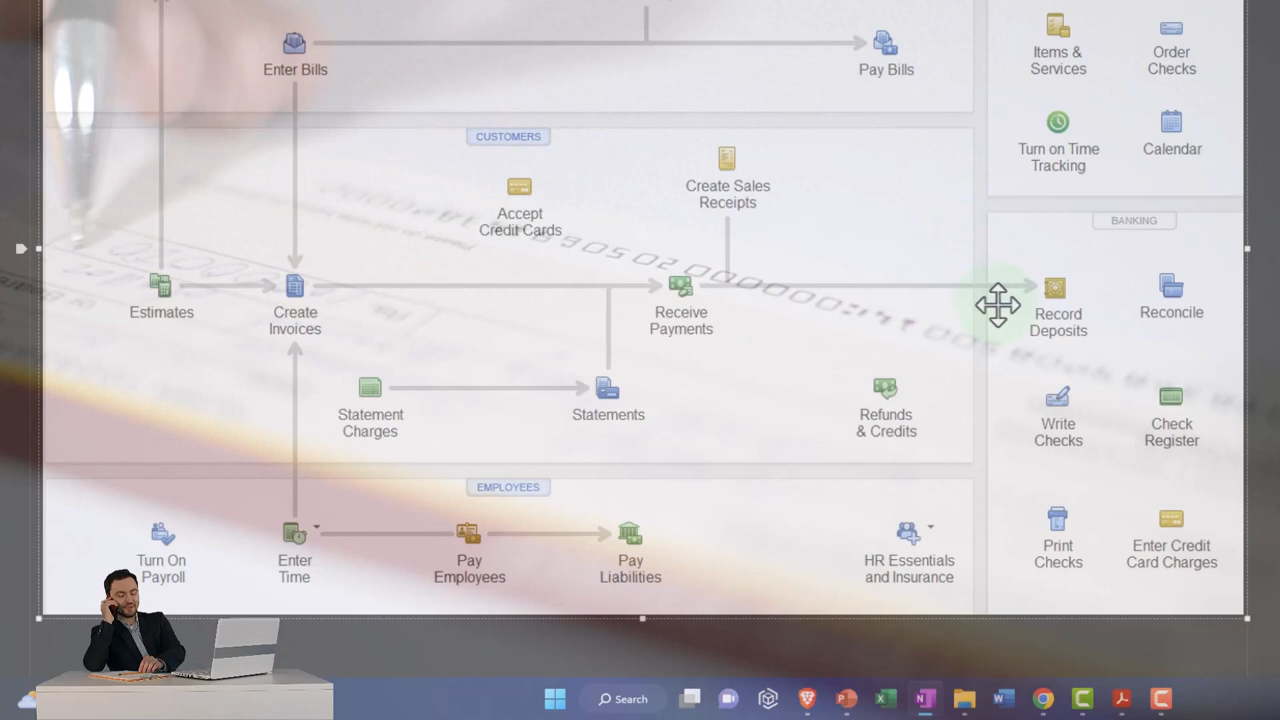 Enter Bills
Pay Bills
Items &
Services
Order
Checks
Turn on Time
Tracking
Calendar
CUSTOMERS
Accept
Credit Cards
Create Sales
Receipts
Estimates
Create
Invoices
Receive
Payments
Statement
Charges
Statements
Refunds
& Credits
BANKING
Record
Deposits
Reconcile
Write
Checks
Check
Register
Print
Checks
Enter Credit
Card Charges
EMPLOYEES
Turn On
Payroll
Enter
Time
Pay
Employees
Pay
Liabilities
HR Essentials
and Insurance
Search